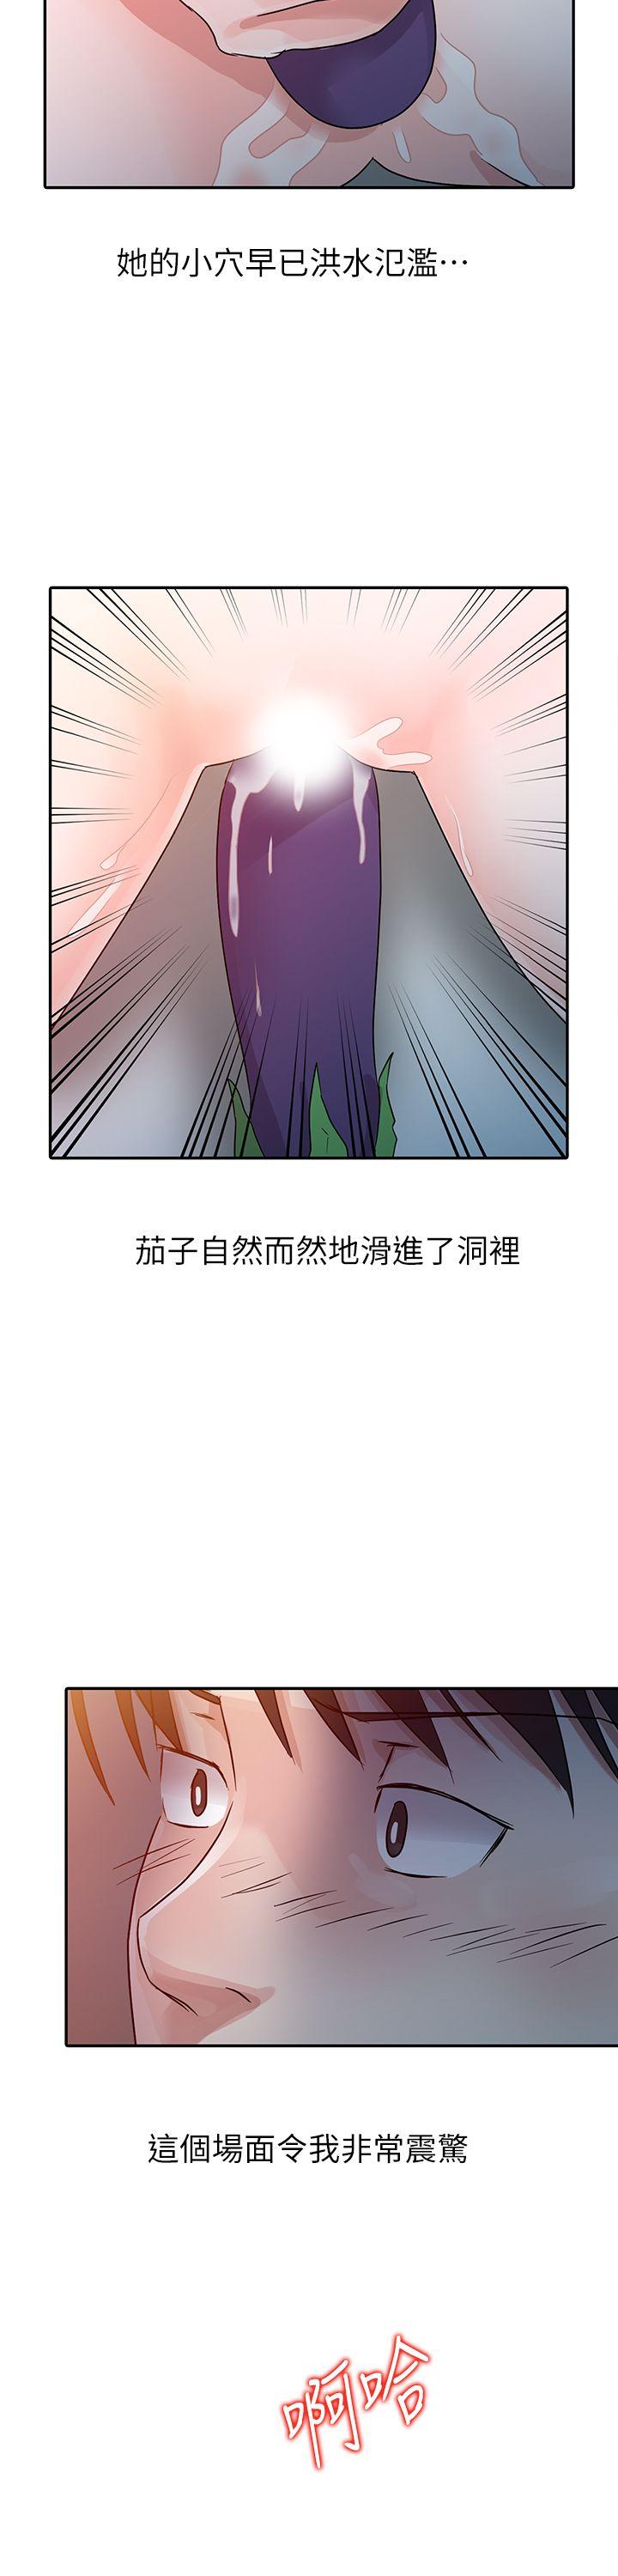 她的小穴早已洪水氾濫⋯
茄子自然而然地滑進了洞裡
這個場面令我非常震驚
啊哈